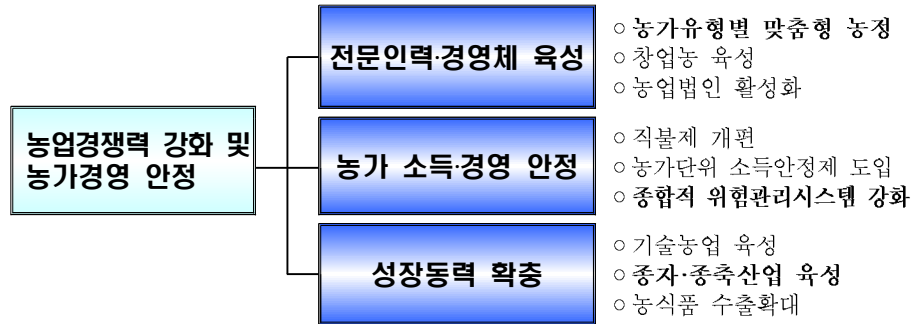 농업경쟁력 강화 및
농가경영 안정
전문인력·경영체 육성
○ 농가유형별 맞춤형 농정
○ 창업농 육성
○ 농업법인 활성화
농가 소득·경영 안정
○ 직불제 개편
○ 농가단위 소득안정제 도입
○ 종합적 위험관리시스템 강화
성장동력 확충
○ 기술농업 육성
○ 종자·종축산업 육성
○ 농식품 수출확대